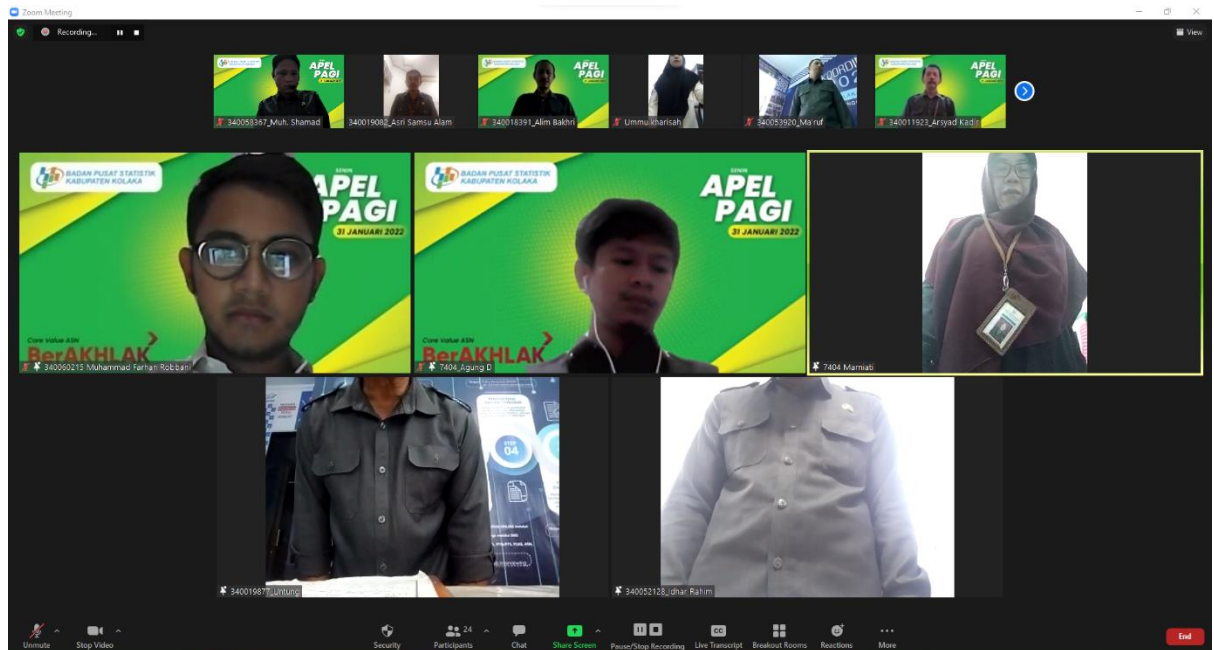 Zoom Meeting
Recording...
View
APEL
PAGI
340058367_Muh. Shamad
340019082_Asri Samsu Alam
APEL
PAGI
340018391_Alim Bakhri
Ummu kharisah
340053920_Ma'ruf
APEL
PAGI
340011923_Arsyad Kadir
BADAN PUSAT STATISTIK
KABUPATEN KOLAKA
SENIN
APEL
PAGI
31 JANUARI 2022
Core Value ASN
BerAKHLAK
340060215 Muhammad Farhan Robbani
BADAN PUSAT STATISTIK
KABUPATEN KOLAKA
SENIN
APEL
PAGI
31 JANUARI 2022
Core Value ASN
BerAKHLAK
7404_Agung D
7404 Marniati
STEP
04
340019877_Untung
340052128_Idhar Rahim
Unmute
Stop Video
Security
24
Participants
Chat
Share Screen
Pause/Stop Recording
CC
Live Transcript
Breakout Rooms
Reactions
More
End